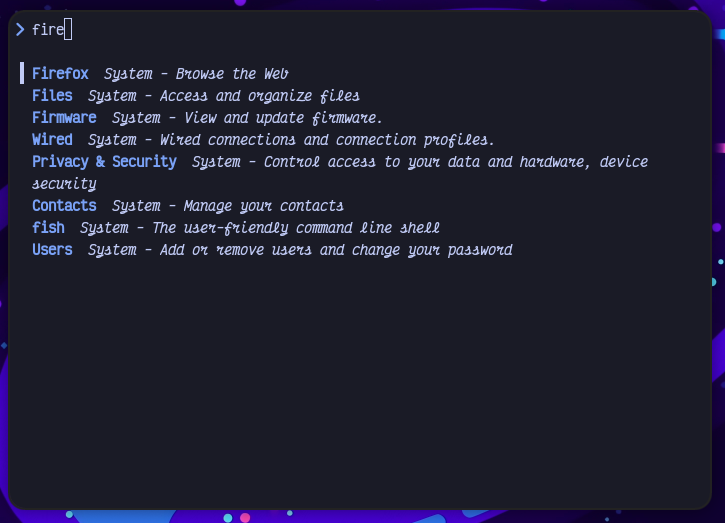 > fire
Firefox  System - Browse the Web
Files  System - Access and organize files
Firmware  System - View and update firmware.
Wired  System - Wired connections and connection profiles.
Privacy & Security  System - Control access to your data and hardware, device
security
Contacts  System - Manage your contacts
fish  System - The user-friendly command line shell
Users  System - Add or remove users and change your password